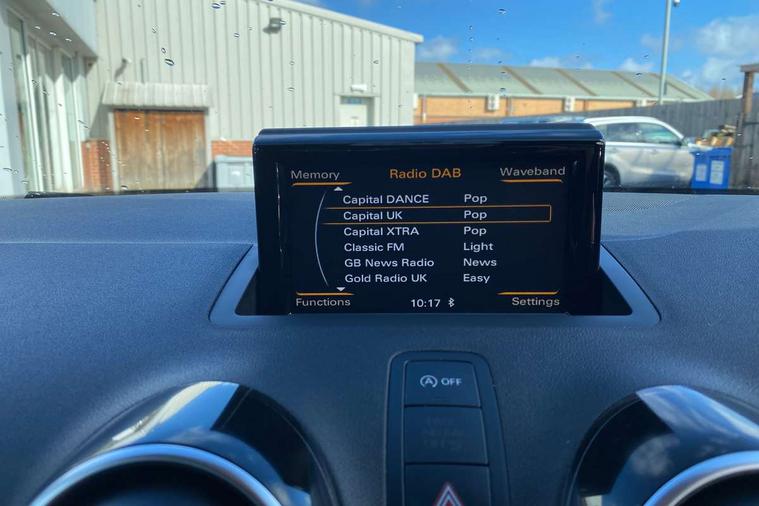 Memory Radio DAB Waveband
Capital DANCE Pop
Capital UK Pop
Capital XTRA Pop
Classic FM Light
GB News Radio News
Gold Radio UK Easy
Functions 10:17 Settings
A OFF